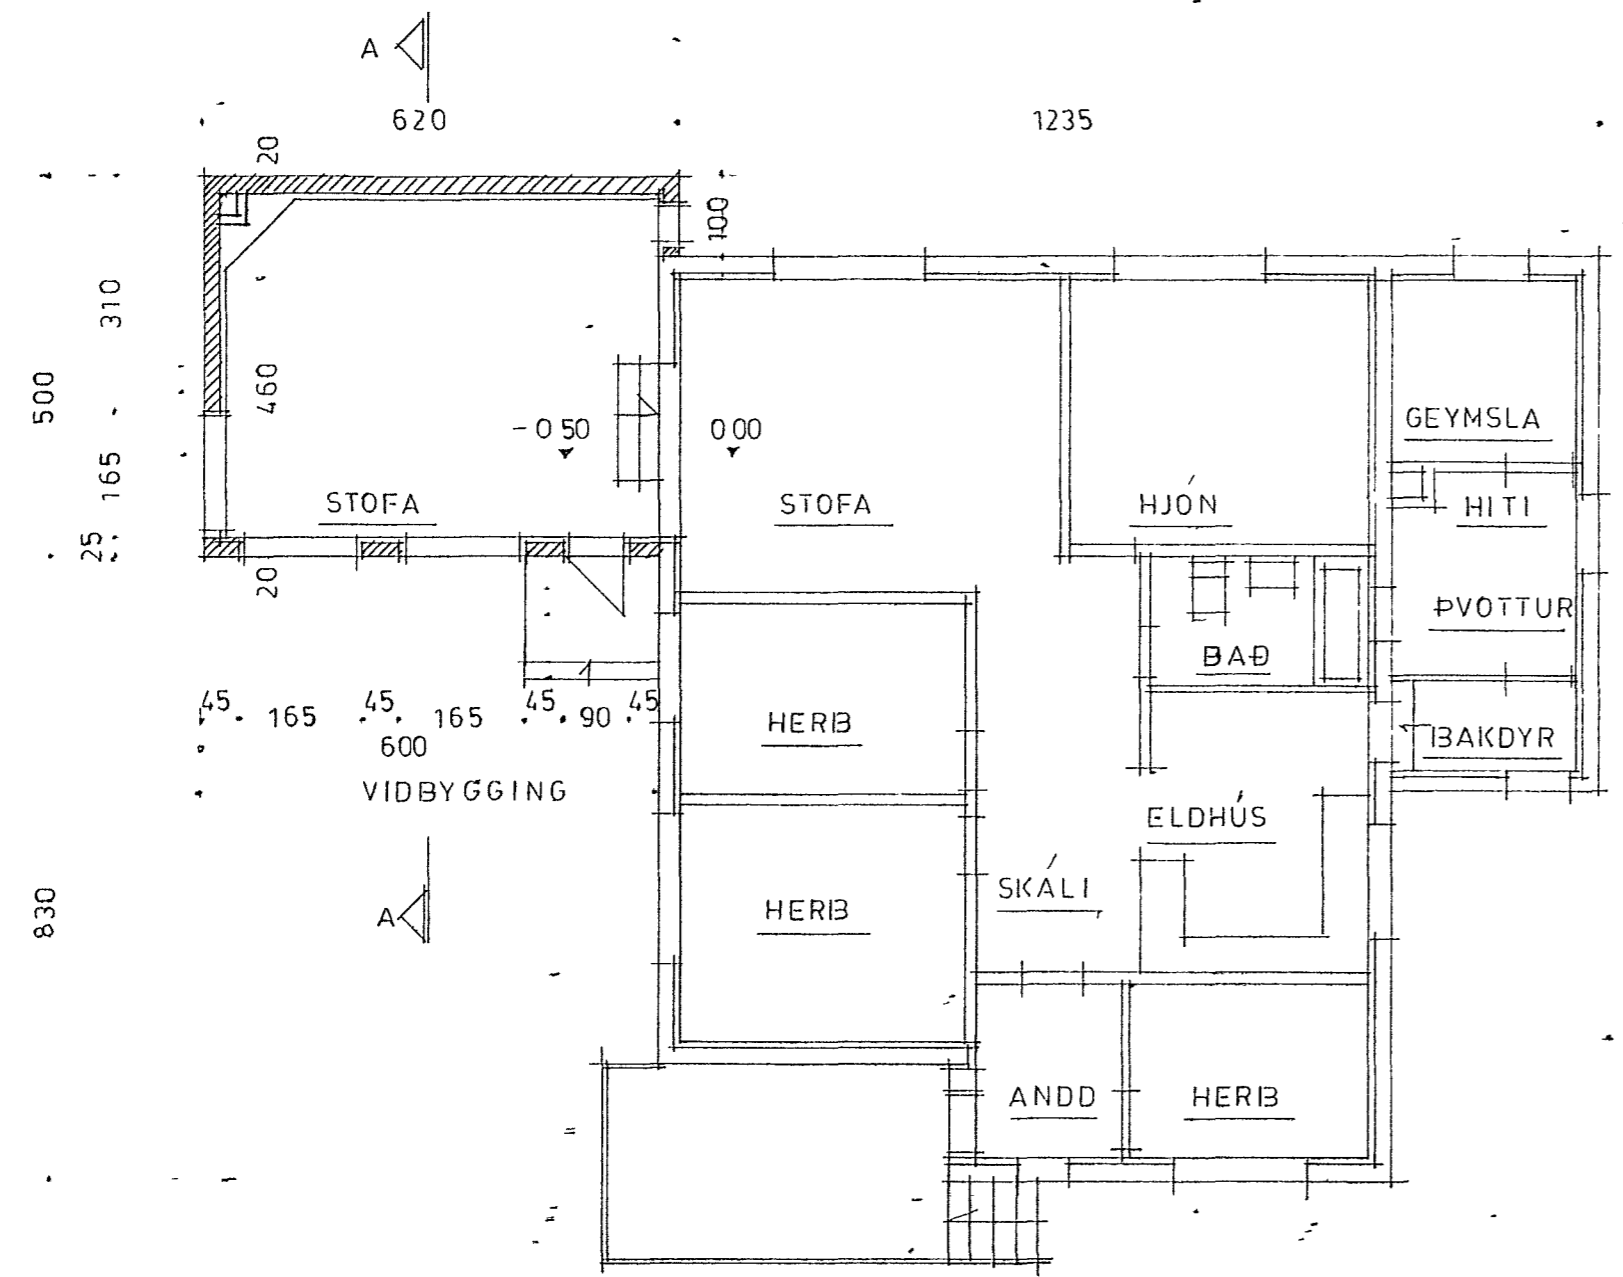 A
620
1235
20
100
310
460
500
165
25
-0 50
0 00
STOFA
STOFA
HJÓN
GEYMSLA
HITI
ÞVOTTUR
BAÐ
BAKDYR
20
45 165 45 165 45 90 45
600
VIDBYGGING
HERB
ELDHÚS
SKÁLI
HERB
A
830
ANDD
HERB